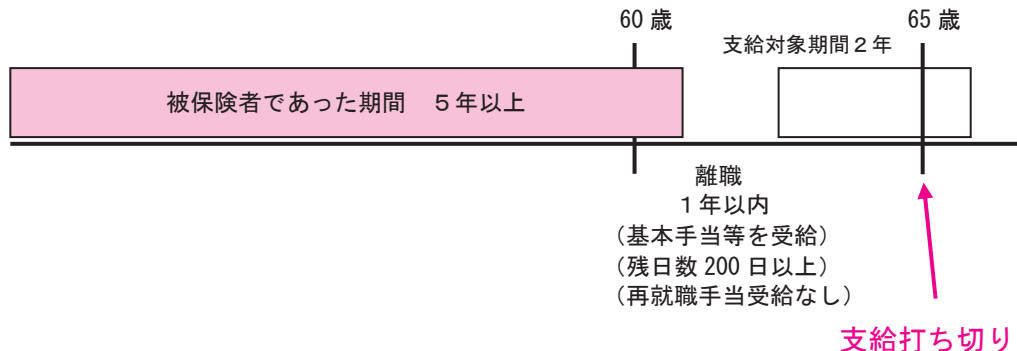 60 歳
65 歳
支給対象期間２年
被保険者であった期間　５年以上
離職
１年以内
（基本手当等を受給）
（残日数 200 日以上）
（再就職手当受給なし）
支給打ち切り